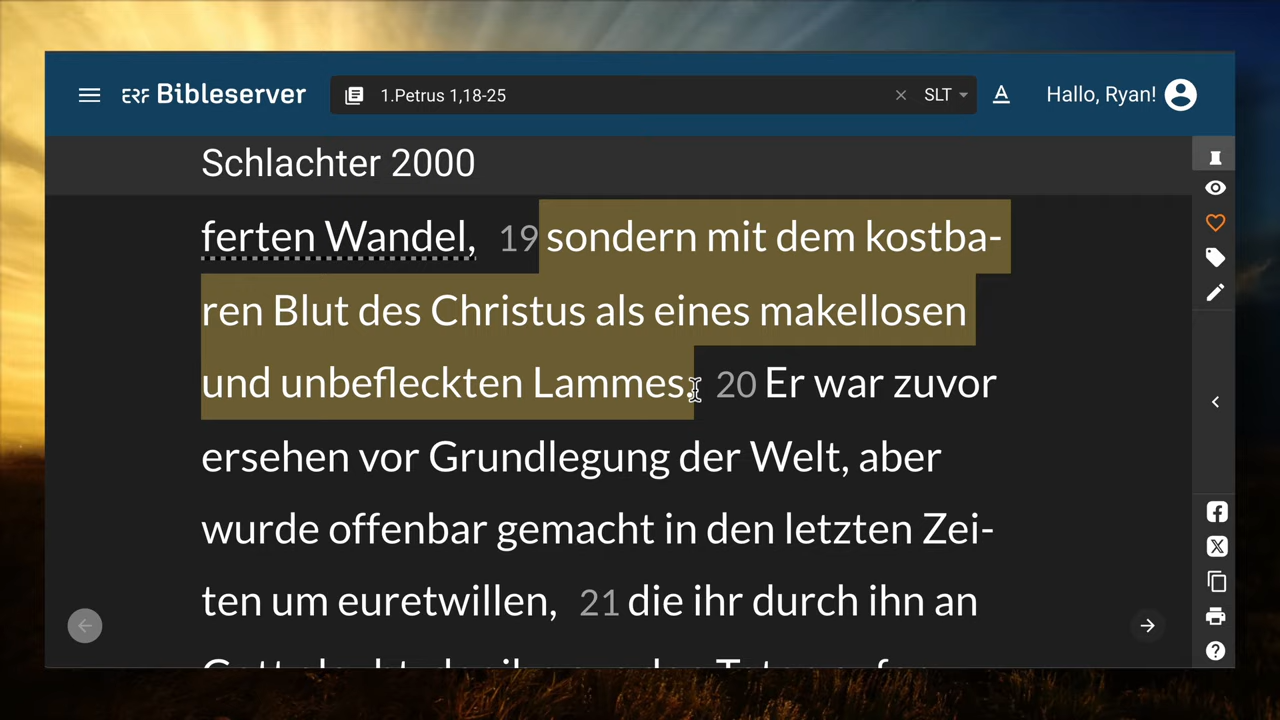 ERF Bibleserver
1.Petrus 1,18-25
SLT
A
Hallo, Ryan!
Schlachter 2000
ferten Wandel, 19 sondern mit dem kostba-
ren Blut des Christus als eines makellosen
und unbefleckten Lammes. 20 Er war zuvor
ersehen vor Grundlegung der Welt, aber
wurde offenbar gemacht in den letzten Zei-
ten um euretwillen, 21 die ihr durch ihn an